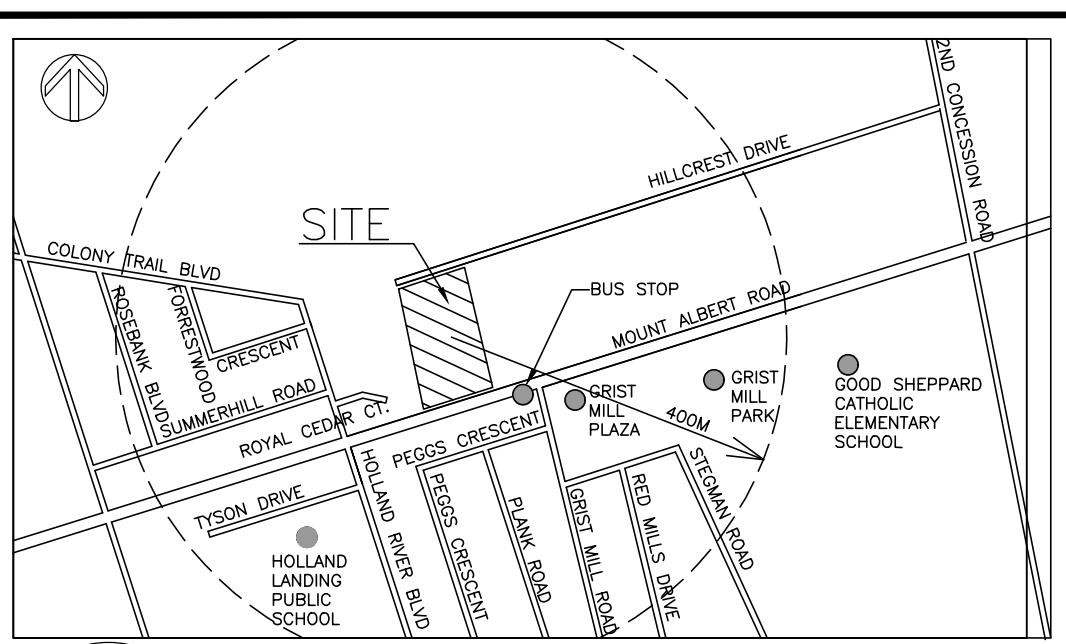 2ND CONCESSION ROAD
HILLCREST DRIVE
SITE
COLONY TRAIL BLVD
BUS STOP
MOUNT ALBERT ROAD
ROSEBANK BLVD
FORRESTWOOD
CRESCENT
SUMMERHILL ROAD
ROYAL CEDAR CT.
GRIST
MILL
PLAZA
GRIST
MILL
PARK
GOOD SHEPPARD
CATHOLIC
ELEMENTARY
SCHOOL
400M
PEGGS CRESCENT
TYSON DRIVE
HOLLAND RIVER BLVD
PEGGS CRESCENT
PLANK ROAD
GRIST MILL ROAD
RED MILLS DRIVE
STEGMAN ROAD
HOLLAND
LANDING
PUBLIC
SCHOOL